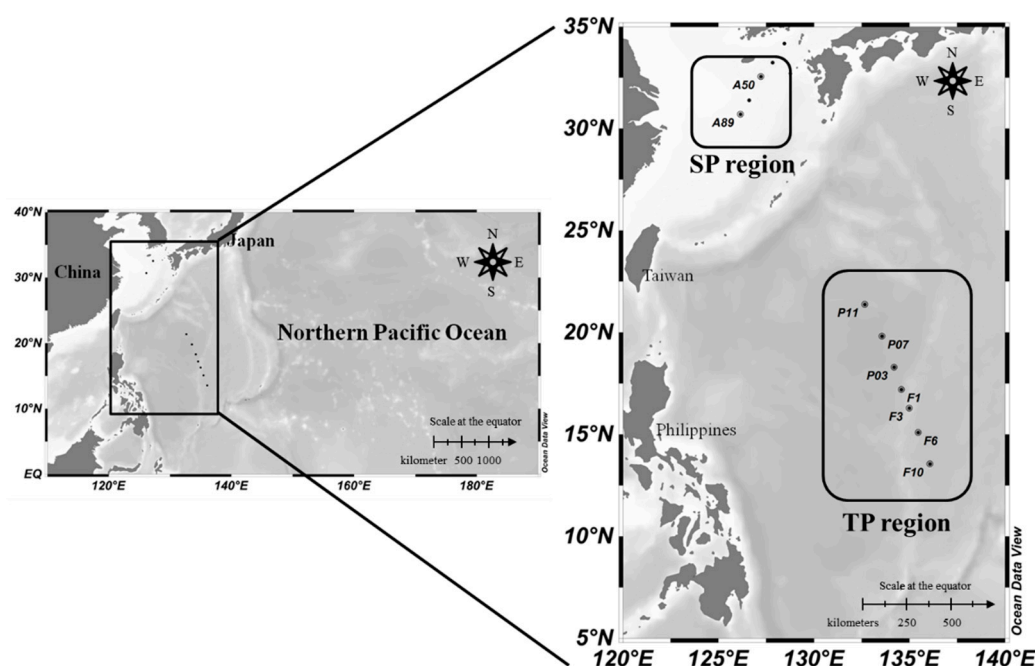 40°N
30°N
20°N
10°N
EQ
120°E
140°E
160°E
180°E
China
Japan
Northern Pacific Ocean
N
W
E
S
Scale at the equator
kilometer 500 1000
Ocean Data View
35°N
30°N
25°N
20°N
15°N
10°N
5°N
120°E
125°E
130°E
135°E
140°E
N
W
E
S
A50
A89
SP region
Taiwan
P11
P07
P03
F1
F3
F6
F10
Philippines
TP region
Scale at the equator
kilometers 250 500
Ocean Data View